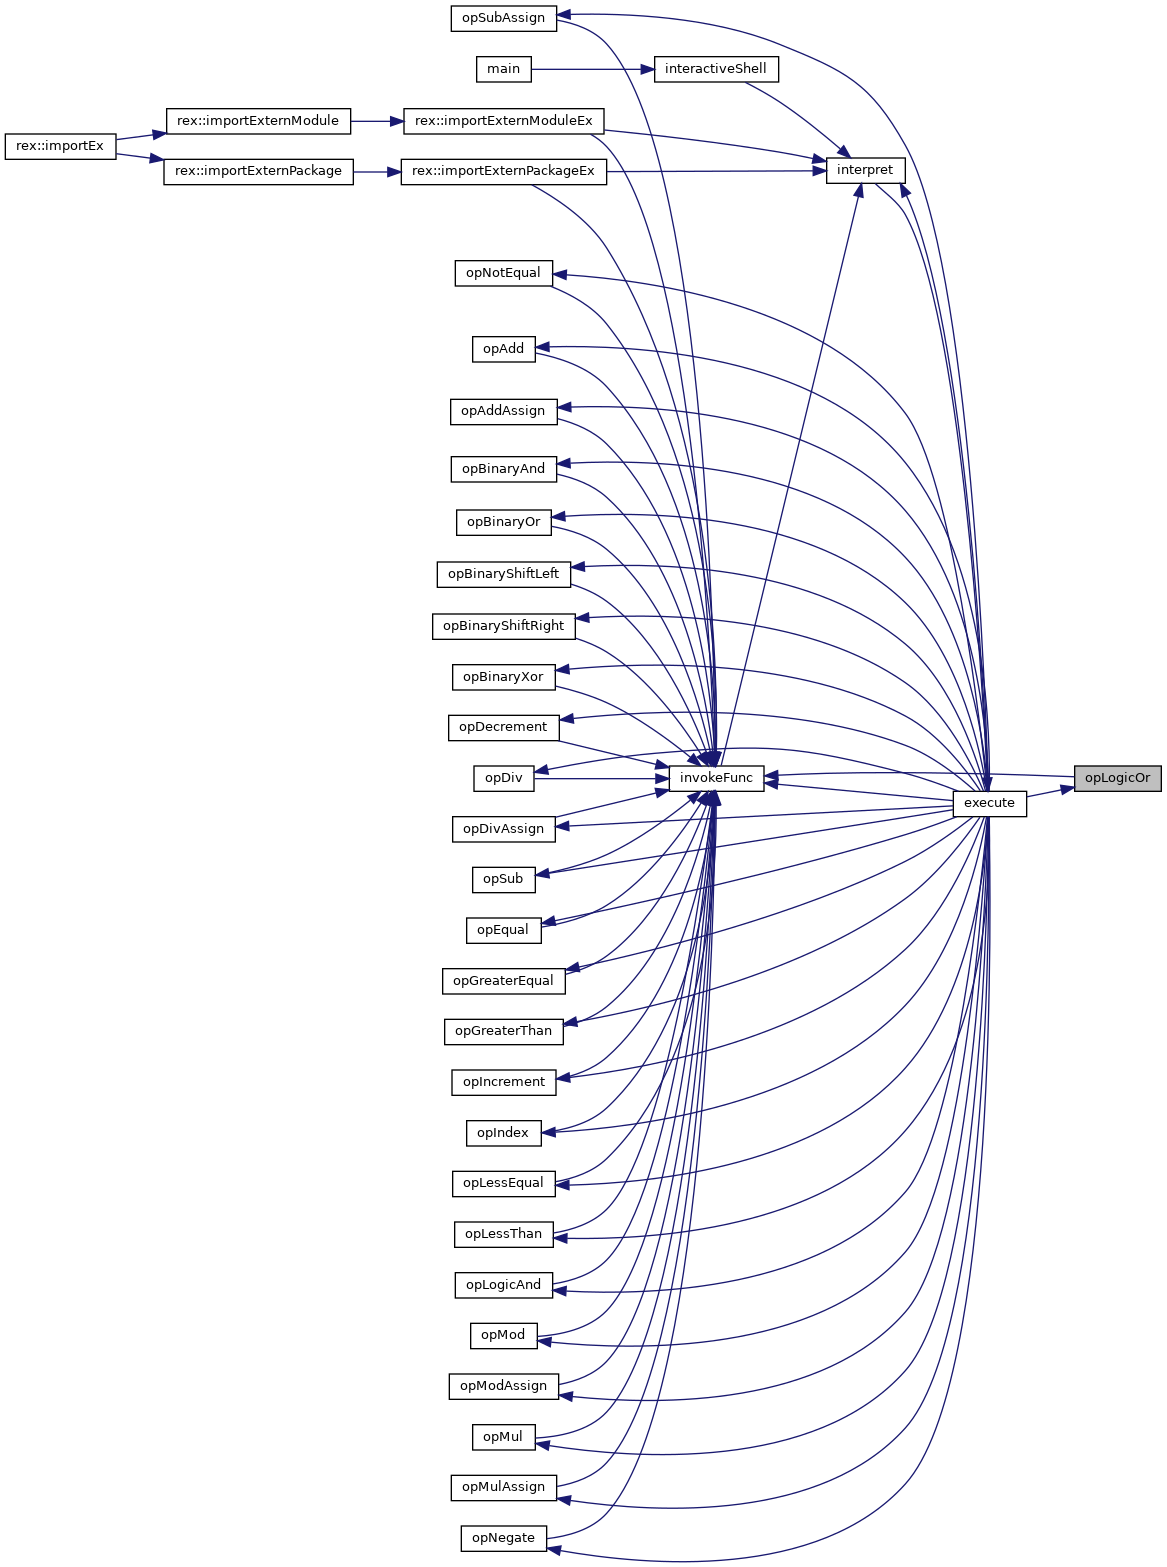 opSubAssign
main
interactiveShell
rex::importExternModule
rex::importExternModuleEx
rex::importEx
rex::importExternPackage
rex::importExternPackageEx
interpret
opNotEqual
opAdd
opAddAssign
opBinaryAnd
opBinaryOr
opBinaryShiftLeft
opBinaryShiftRight
opBinaryXor
opDecrement
opDiv
invokeFunc
opLogicOr
execute
opDivAssign
opSub
opEqual
opGreaterEqual
opGreaterThan
opIncrement
opIndex
opLessEqual
opLessThan
opLogicAnd
opMod
opModAssign
opMul
opMulAssign
opNegate